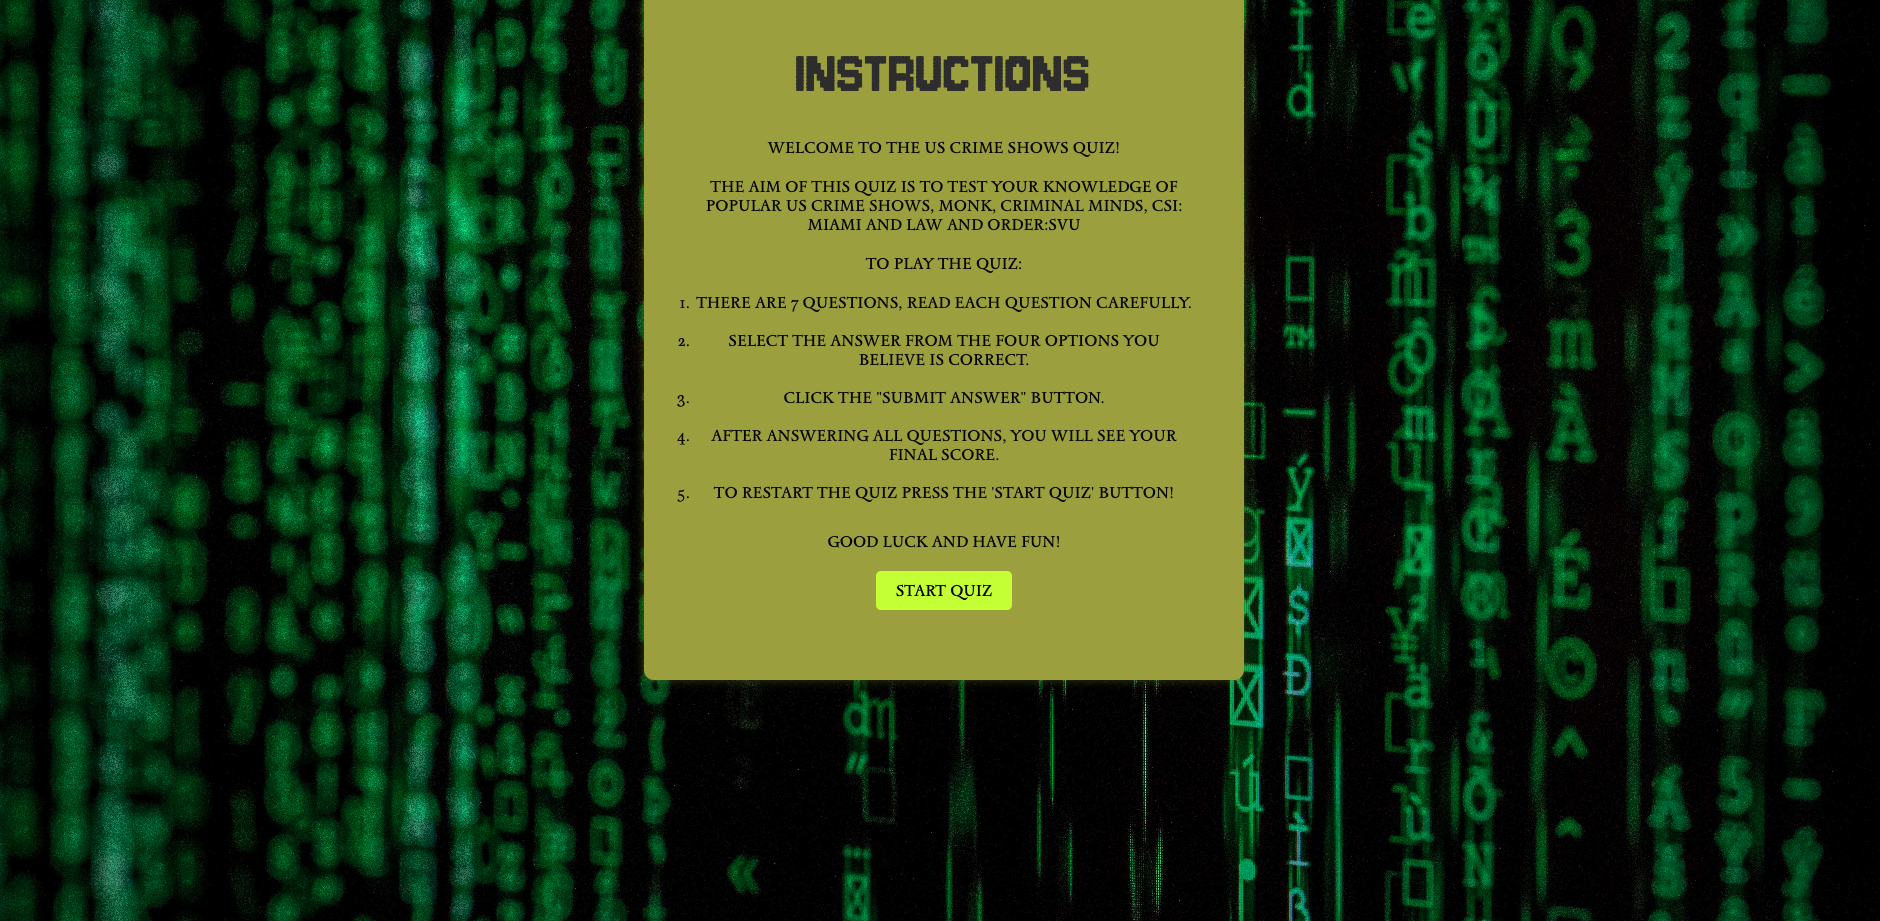 INSTRUCTIONS
WELCOME TO THE US CRIME SHOWS QUIZ!
THE AIM OF THIS QUIZ IS TO TEST YOUR KNOWLEDGE OF
POPULAR US CRIME SHOWS, MONK, CRIMINAL MINDS, CSI:
MIAMI AND LAW AND ORDER:SVU
TO PLAY THE QUIZ:
1. THERE ARE 7 QUESTIONS, READ EACH QUESTION CAREFULLY.
2. SELECT THE ANSWER FROM THE FOUR OPTIONS YOU
BELIEVE IS CORRECT.
3. CLICK THE "SUBMIT ANSWER" BUTTON.
4. AFTER ANSWERING ALL QUESTIONS, YOU WILL SEE YOUR
FINAL SCORE.
5. TO RESTART THE QUIZ PRESS THE 'START QUIZ' BUTTON!
GOOD LUCK AND HAVE FUN!
START QUIZ